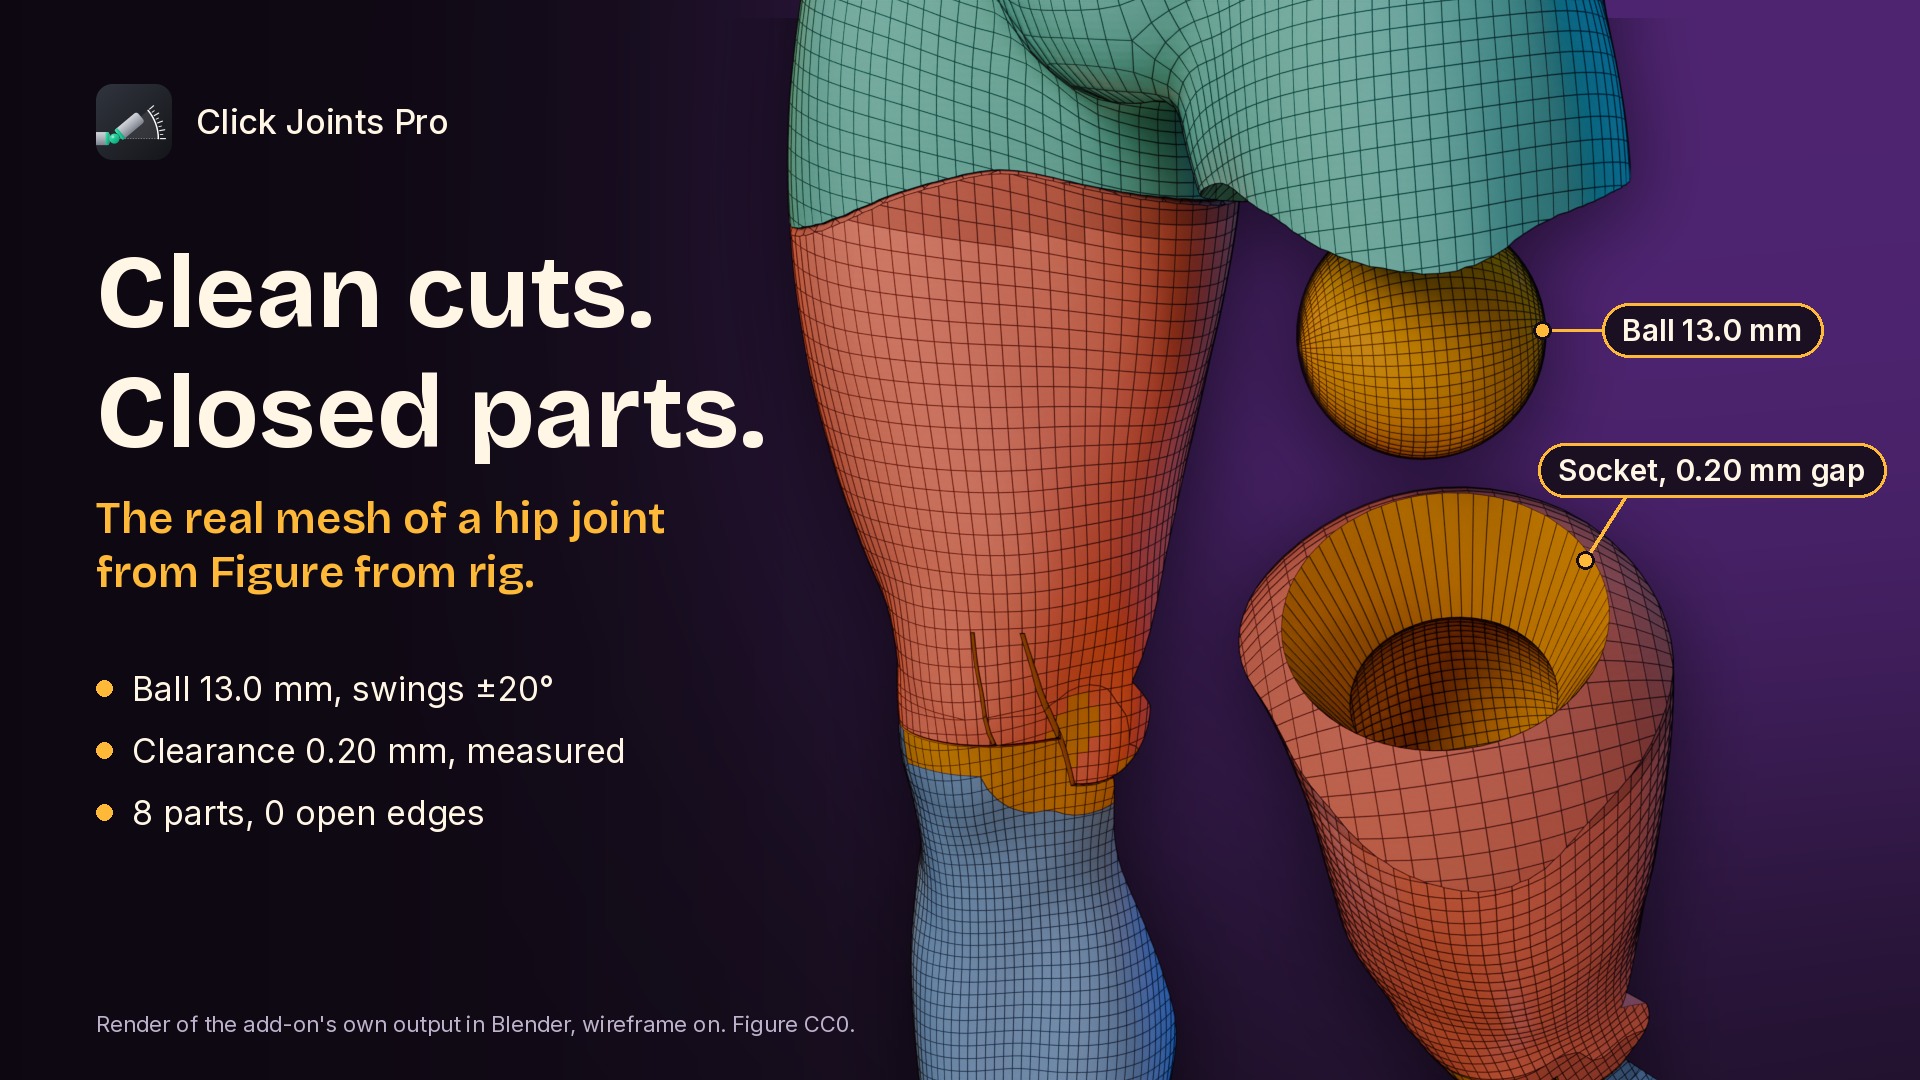 Click Joints Pro
Clean cuts.
Closed parts.
The real mesh of a hip joint
from Figure from rig.
Ball 13.0 mm, swings ±20°
Clearance 0.20 mm, measured
8 parts, 0 open edges
Ball 13.0 mm
Socket, 0.20 mm gap
Render of the add-on's own output in Blender, wireframe on. Figure CC0.